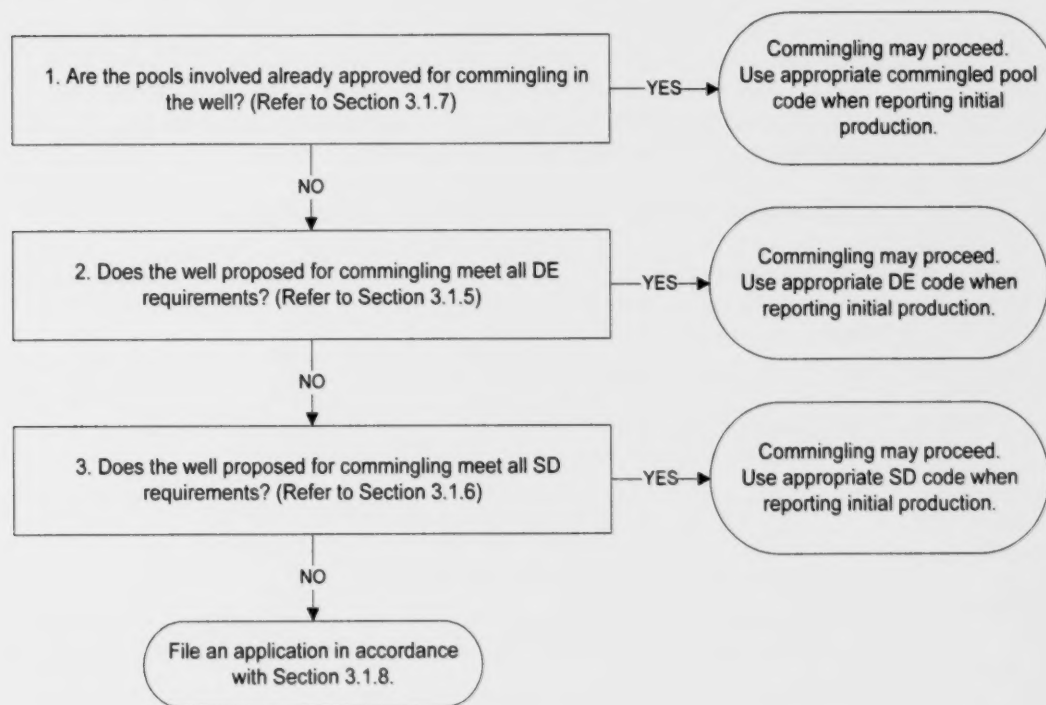 1. Are the pools involved already approved for commingling in
the well? (Refer to Section 3.1.7)
YES
Commingling may proceed.
Use appropriate commingled pool
code when reporting initial
production.
NO
2. Does the well proposed for commingling meet all DE
requirements? (Refer to Section 3.1.5)
YES
Commingling may proceed.
Use appropriate DE code when
reporting initial production.
NO
3. Does the well proposed for commingling meet all SD
requirements? (Refer to Section 3.1.6)
YES
Commingling may proceed.
Use appropriate SD code when
reporting initial production.
NO
File an application in accordance
with Section 3.1.8.